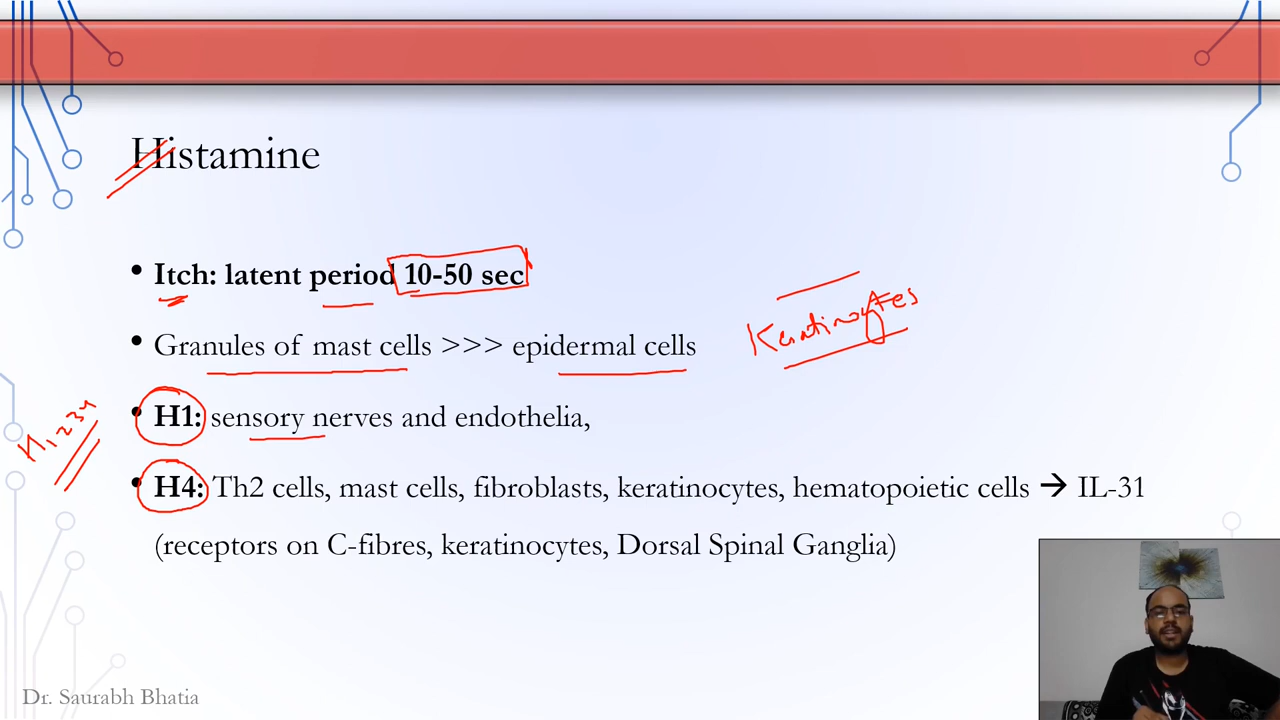 Histamine
• Itch: latent period 10-50 sec
• Granules of mast cells >>> epidermal cells
Keratinocytes
• H1: sensory nerves and endothelia,
H1234
• H4: Th2 cells, mast cells, fibroblasts, keratinocytes, hematopoietic cells → IL-31
(receptors on C-fibres, keratinocytes, Dorsal Spinal Ganglia)
Dr. Saurabh Bhatia